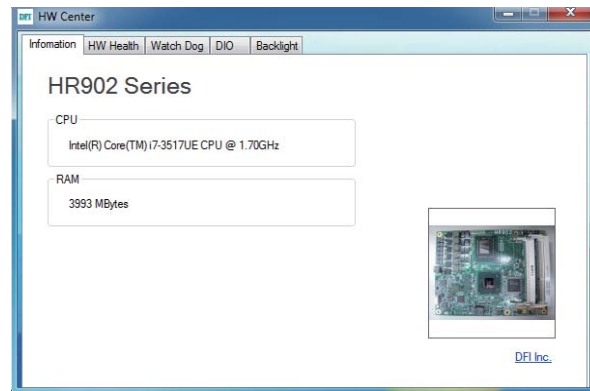 DFI HW Center
Infomation HW Health Watch Dog DIO Backlight
HR902 Series
CPU
Intel(R) Core(TM) i7-3517UE CPU @ 1.70GHz
RAM
3993 MBytes
HR902
DFI Inc.